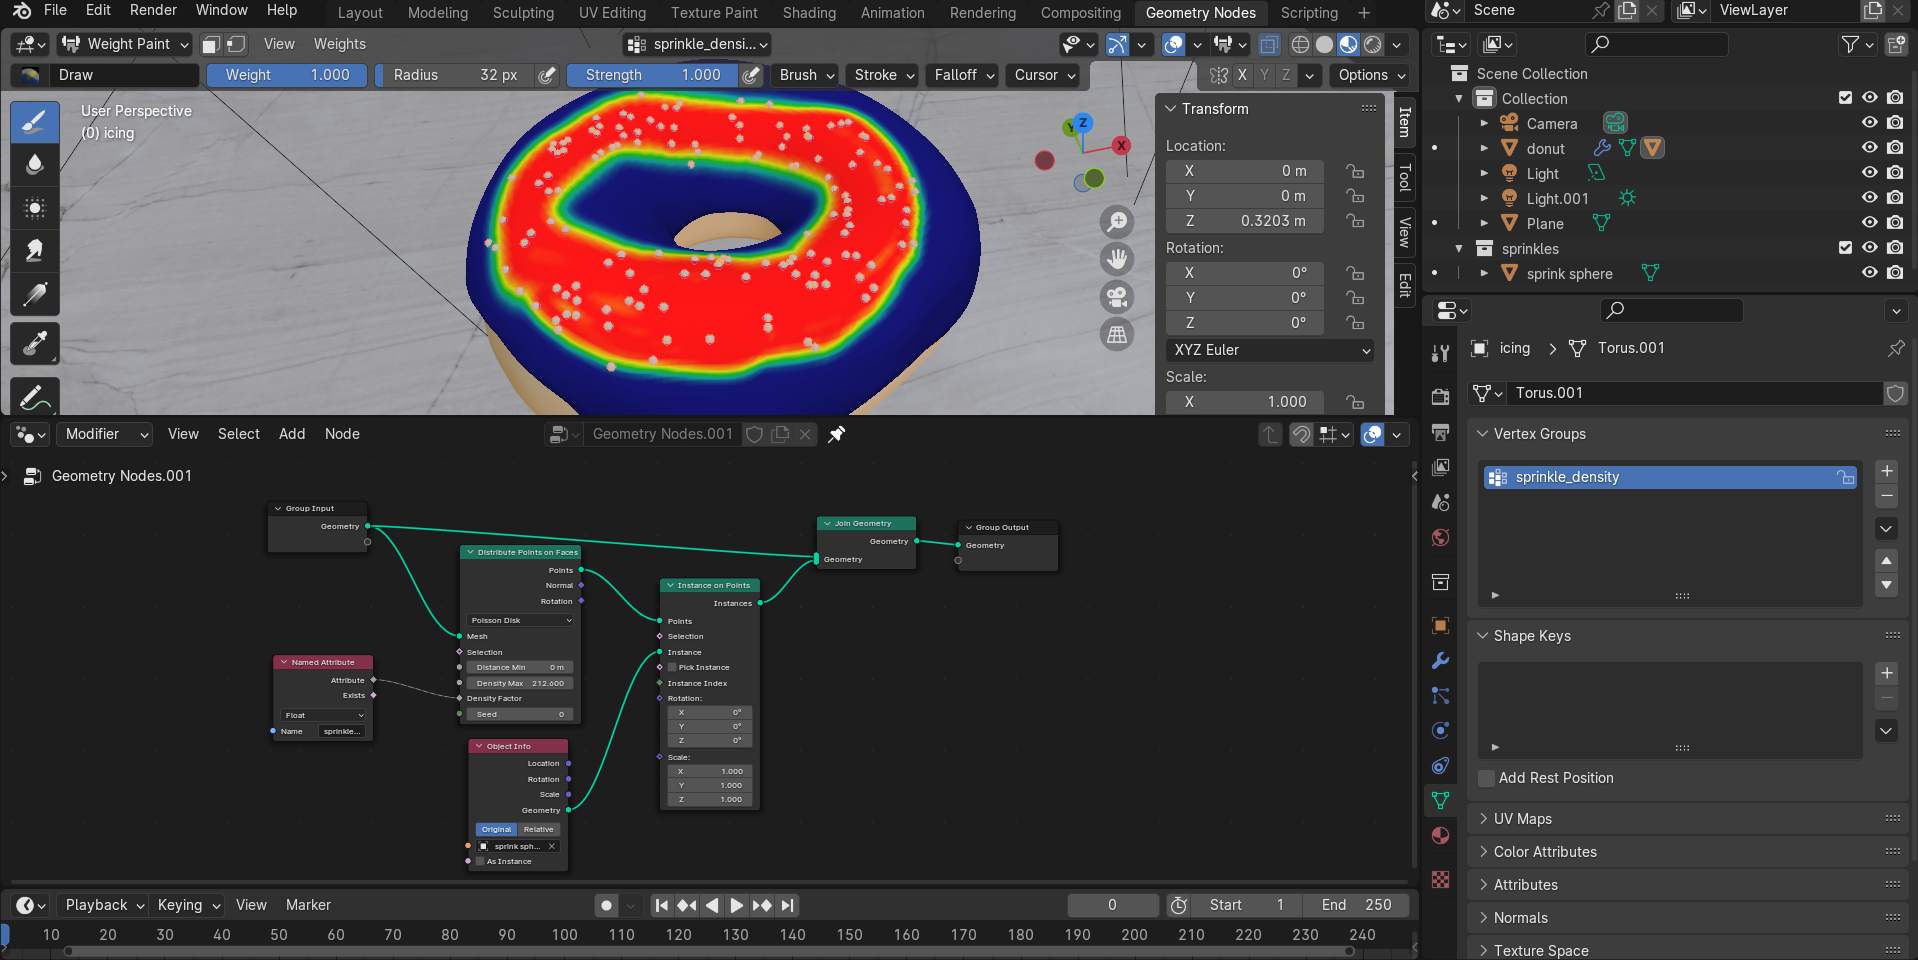 File Edit Render Window Help Layout Modeling Sculpting UV Editing Texture Paint Shading Animation Rendering Compositing Geometry Nodes Scripting +
Scene ViewLayer
Weight Paint View Weights sprinkle_densi...
Draw Weight 1.000 Radius 32 px Strength 1.000 Brush Stroke Falloff Cursor X Y Z Options
User Perspective
(0) icing
Z
Y
X
Transform
Location:
X 0 m
Y 0 m
Z 0.3203 m
Rotation:
X 0°
Y 0°
Z 0°
XYZ Euler
Scale:
X 1.000
Item
Tool
View
Edit
Scene Collection
Collection
Camera
donut
Light
Light.001
Plane
sprinkles
sprink sphere
icing > Torus.001
Torus.001
Vertex Groups
sprinkle_density
Shape Keys
Add Rest Position
UV Maps
Color Attributes
Attributes
Normals
Texture Space
Modifier View Select Add Node Geometry Nodes.001
Geometry Nodes.001
Group Input
Geometry
Distribute Points on Faces
Points
Normal
Rotation
Poisson Disk
Mesh
Selection
Distance Min 0 m
Density Max 212.600
Density Factor
Seed 0
Named Attribute
Attribute
Exists
Float
Name sprinkle...
Object Info
Location
Rotation
Scale
Geometry
Original Relative
sprink sph...
As Instance
Instance on Points
Instances
Points
Selection
Instance
Pick Instance
Instance Index
Rotation:
X 0°
Y 0°
Z 0°
Scale:
X 1.000
Y 1.000
Z 1.000
Join Geometry
Geometry
Geometry
Group Output
Geometry
Playback Keying View Marker 0 Start 1 End 250
10 20 30 40 50 60 70 80 90 100 110 120 130 140 150 160 170 180 190 200 210 220 230 240